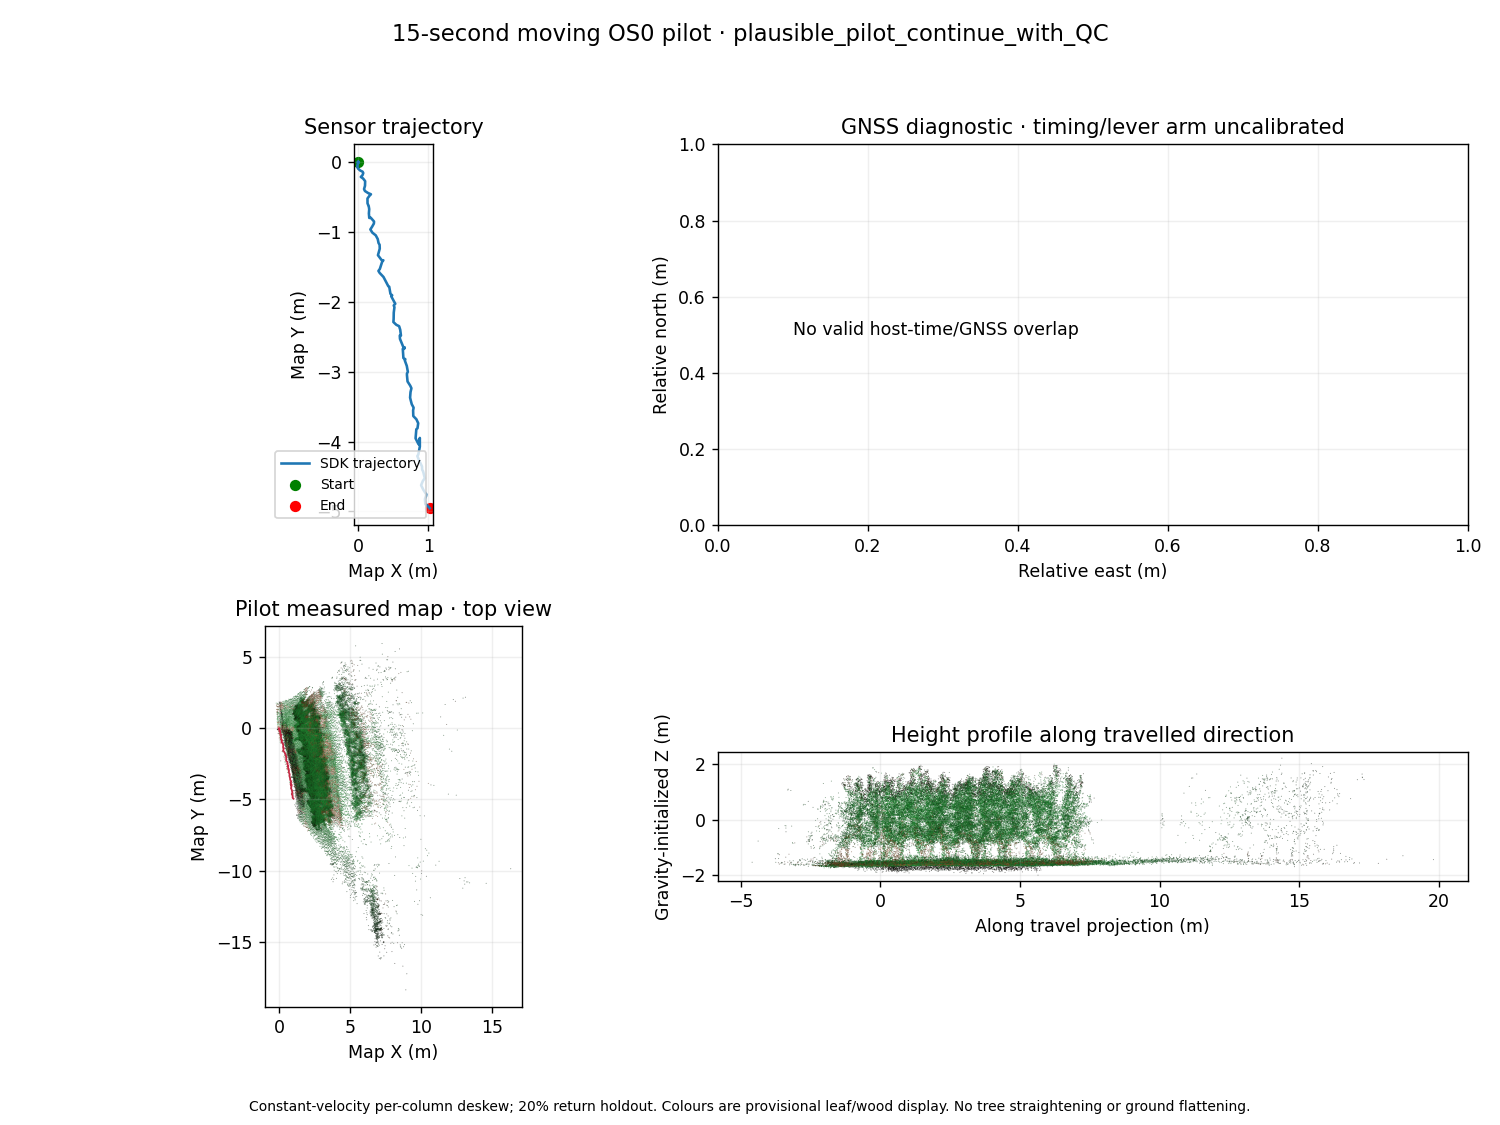 15-second moving OS0 pilot · plausible_pilot_continue_with_QC
Sensor trajectory
0
−1
−2
−3
−4
Map Y (m)
SDK trajectory
Start
End
0 1
Map X (m)
GNSS diagnostic · timing/lever arm uncalibrated
1.0
0.8
0.6
0.4
0.2
0.0
Relative north (m)
No valid host-time/GNSS overlap
0.0 0.2 0.4 0.6 0.8 1.0
Relative east (m)
Pilot measured map · top view
5
0
−5
−10
−15
Map Y (m)
0 5 10 15
Map X (m)
Height profile along travelled direction
2
0
−2
Gravity-initialized Z (m)
−5 0 5 10 15 20
Along travel projection (m)
Constant-velocity per-column deskew; 20% return holdout. Colours are provisional leaf/wood display. No tree straightening or ground flattening.